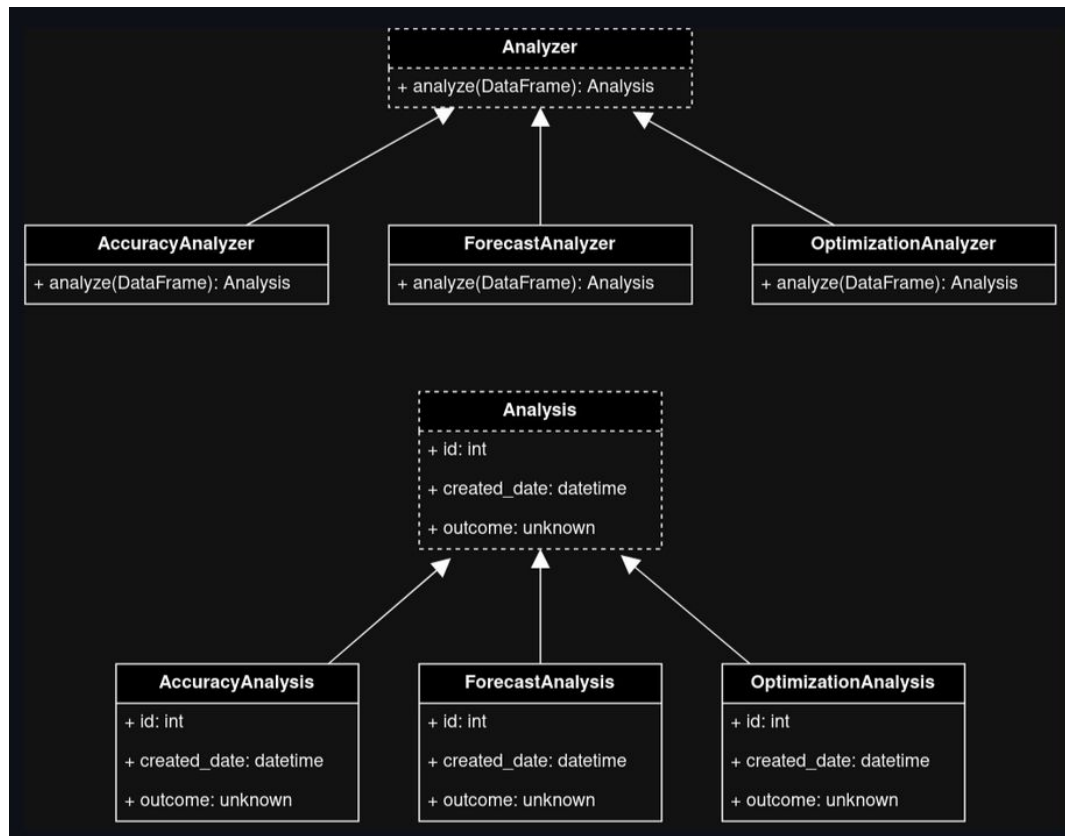 Analyzer
+ analyze(DataFrame): Analysis
AccuracyAnalyzer
+ analyze(DataFrame): Analysis
ForecastAnalyzer
+ analyze(DataFrame): Analysis
OptimizationAnalyzer
+ analyze(DataFrame): Analysis
Analysis
+ id: int
+ created_date: datetime
+ outcome: unknown
AccuracyAnalysis
+ id: int
+ created_date: datetime
+ outcome: unknown
ForecastAnalysis
+ id: int
+ created_date: datetime
+ outcome: unknown
OptimizationAnalysis
+ id: int
+ created_date: datetime
+ outcome: unknown